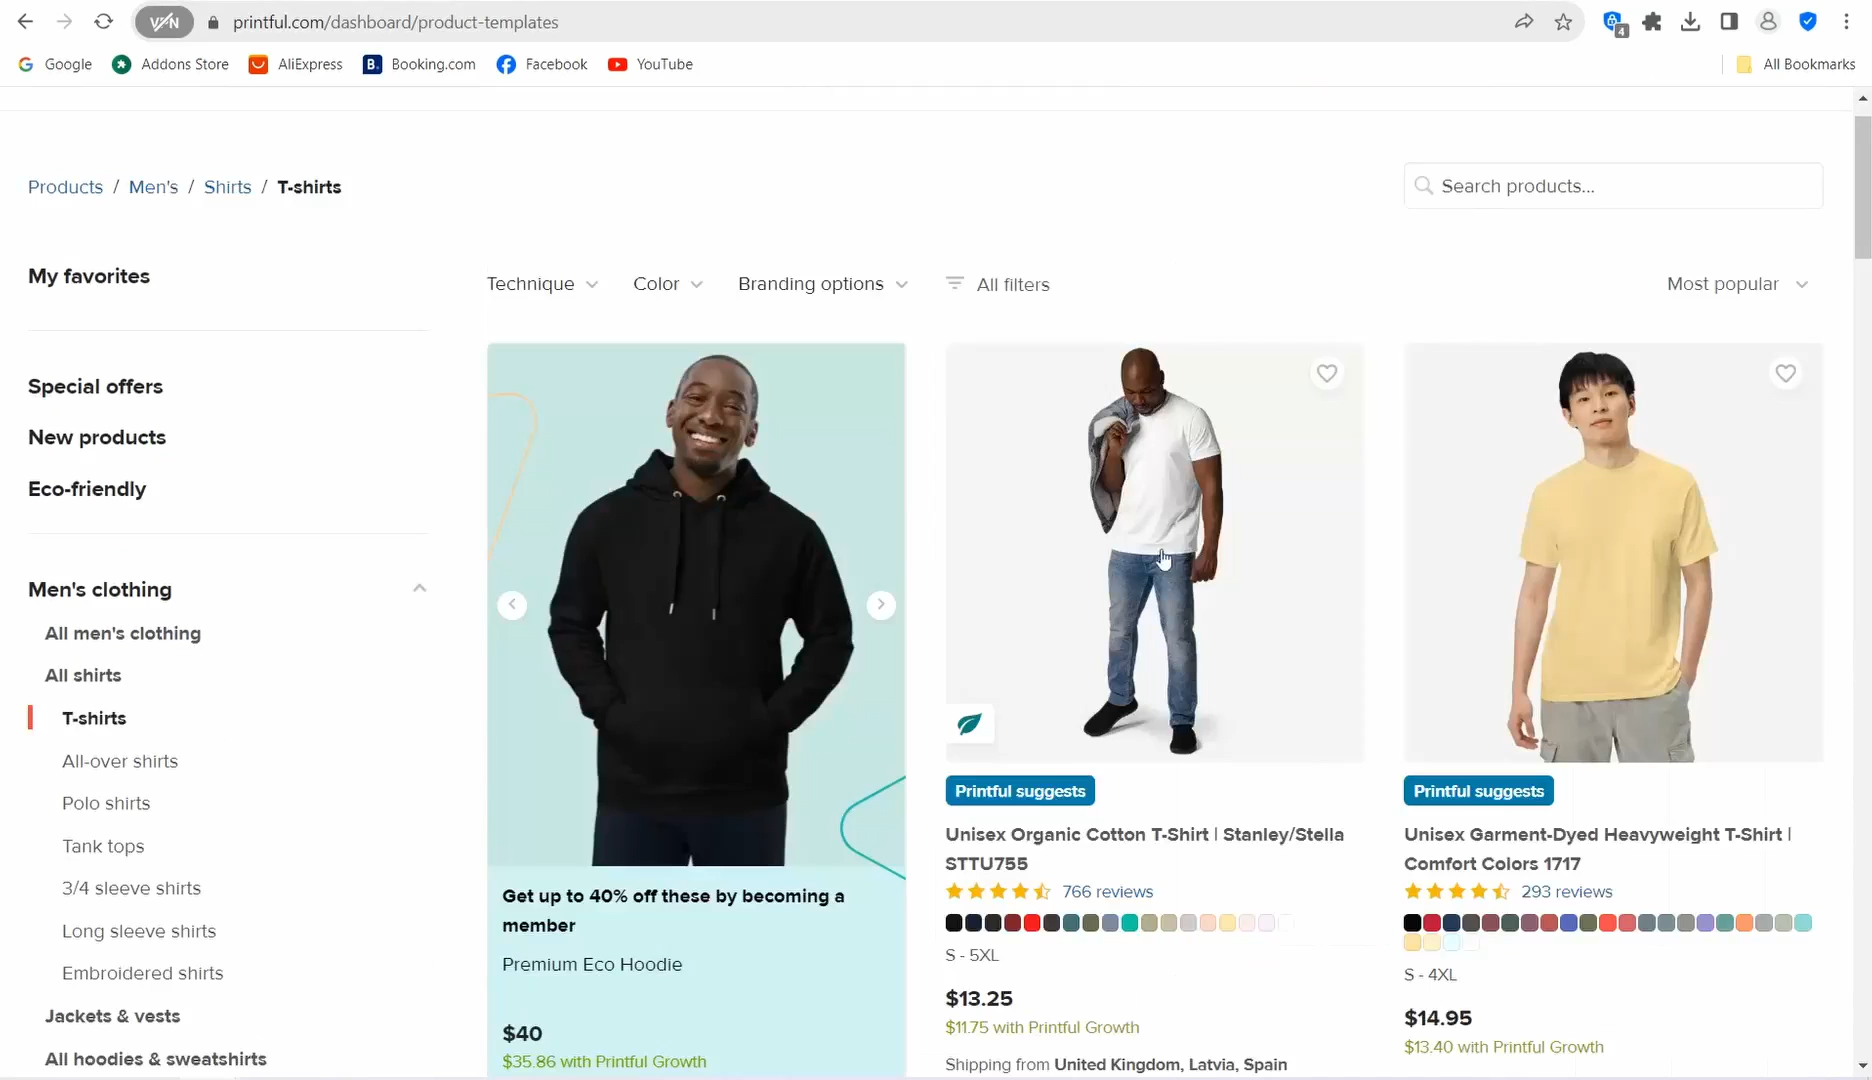 VPN
printful.com/dashboard/product-templates
4
Google
Addons Store
AliExpress
B.
Booking.com
Facebook
YouTube
All Bookmarks
Products / Men's / Shirts / T-shirts
Search products...
My favorites
Technique
Color
Branding options
All filters
Most popular
Special offers
New products
Eco-friendly
Men's clothing
All men's clothing
All shirts
T-shirts
All-over shirts
Polo shirts
Tank tops
3/4 sleeve shirts
Long sleeve shirts
Embroidered shirts
Jackets & vests
All hoodies & sweatshirts
Get up to 40% off these by becoming a
member
Premium Eco Hoodie
$40
$35.86 with Printful Growth
Printful suggests
Unisex Organic Cotton T-Shirt | Stanley/Stella
STTU755
766 reviews
S - 5XL
$13.25
$11.75 with Printful Growth
Shipping from United Kingdom, Latvia, Spain
Printful suggests
Unisex Garment-Dyed Heavyweight T-Shirt |
Comfort Colors 1717
293 reviews
S - 4XL
$14.95
$13.40 with Printful Growth